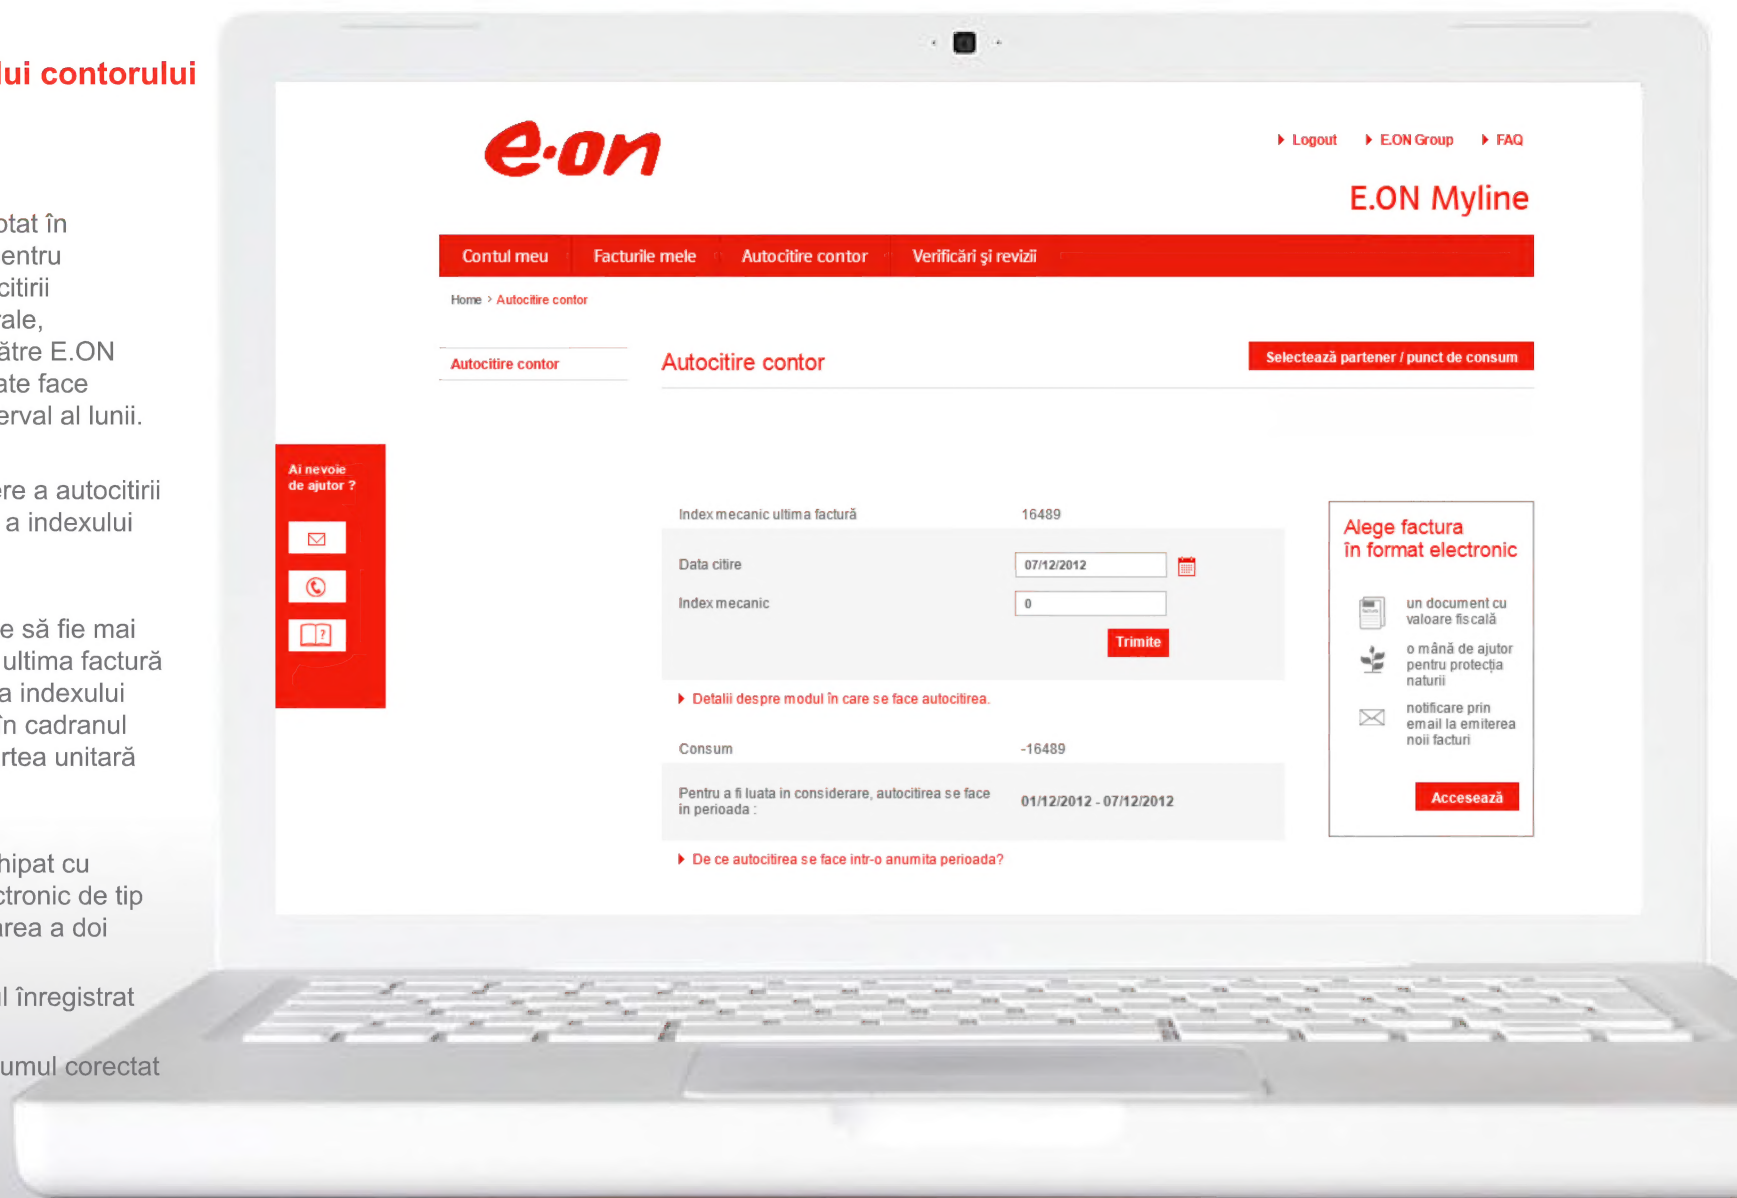 lui contorului
otat în
entru
citirii
rale,
ătre E.ON
ate face
erval al lunii.
ere a autocitirii
a indexului
e să fie mai
ultima factură
a indexului
în cadranul
rtea unitară
hipat cu
ctronic de tip
area a doi
l înregistrat
umul corectat
e·on
Logout E.ON Group FAQ
E.ON Myline
Contul meu Facturile mele Autocitire contor Verificări şi revizii
Home > Autocitire contor
Autocitire contor
Autocitire contor
Selectează partener / punct de consum
Ai nevoie
de ajutor ?
Index mecanic ultima factură 16489
Data citire 07/12/2012
Index mecanic 0
Trimite
Detalii despre modul în care se face autocitirea.
Consum -16489
Pentru a fi luata in considerare, autocitirea se face
in perioada : 01/12/2012 - 07/12/2012
De ce autocitirea se face intr-o anumita perioada?
Alege factura
în format electronic
un document cu
valoare fiscală
o mână de ajutor
pentru protecţia
naturii
notificare prin
email la emiterea
noii facturi
Accesează